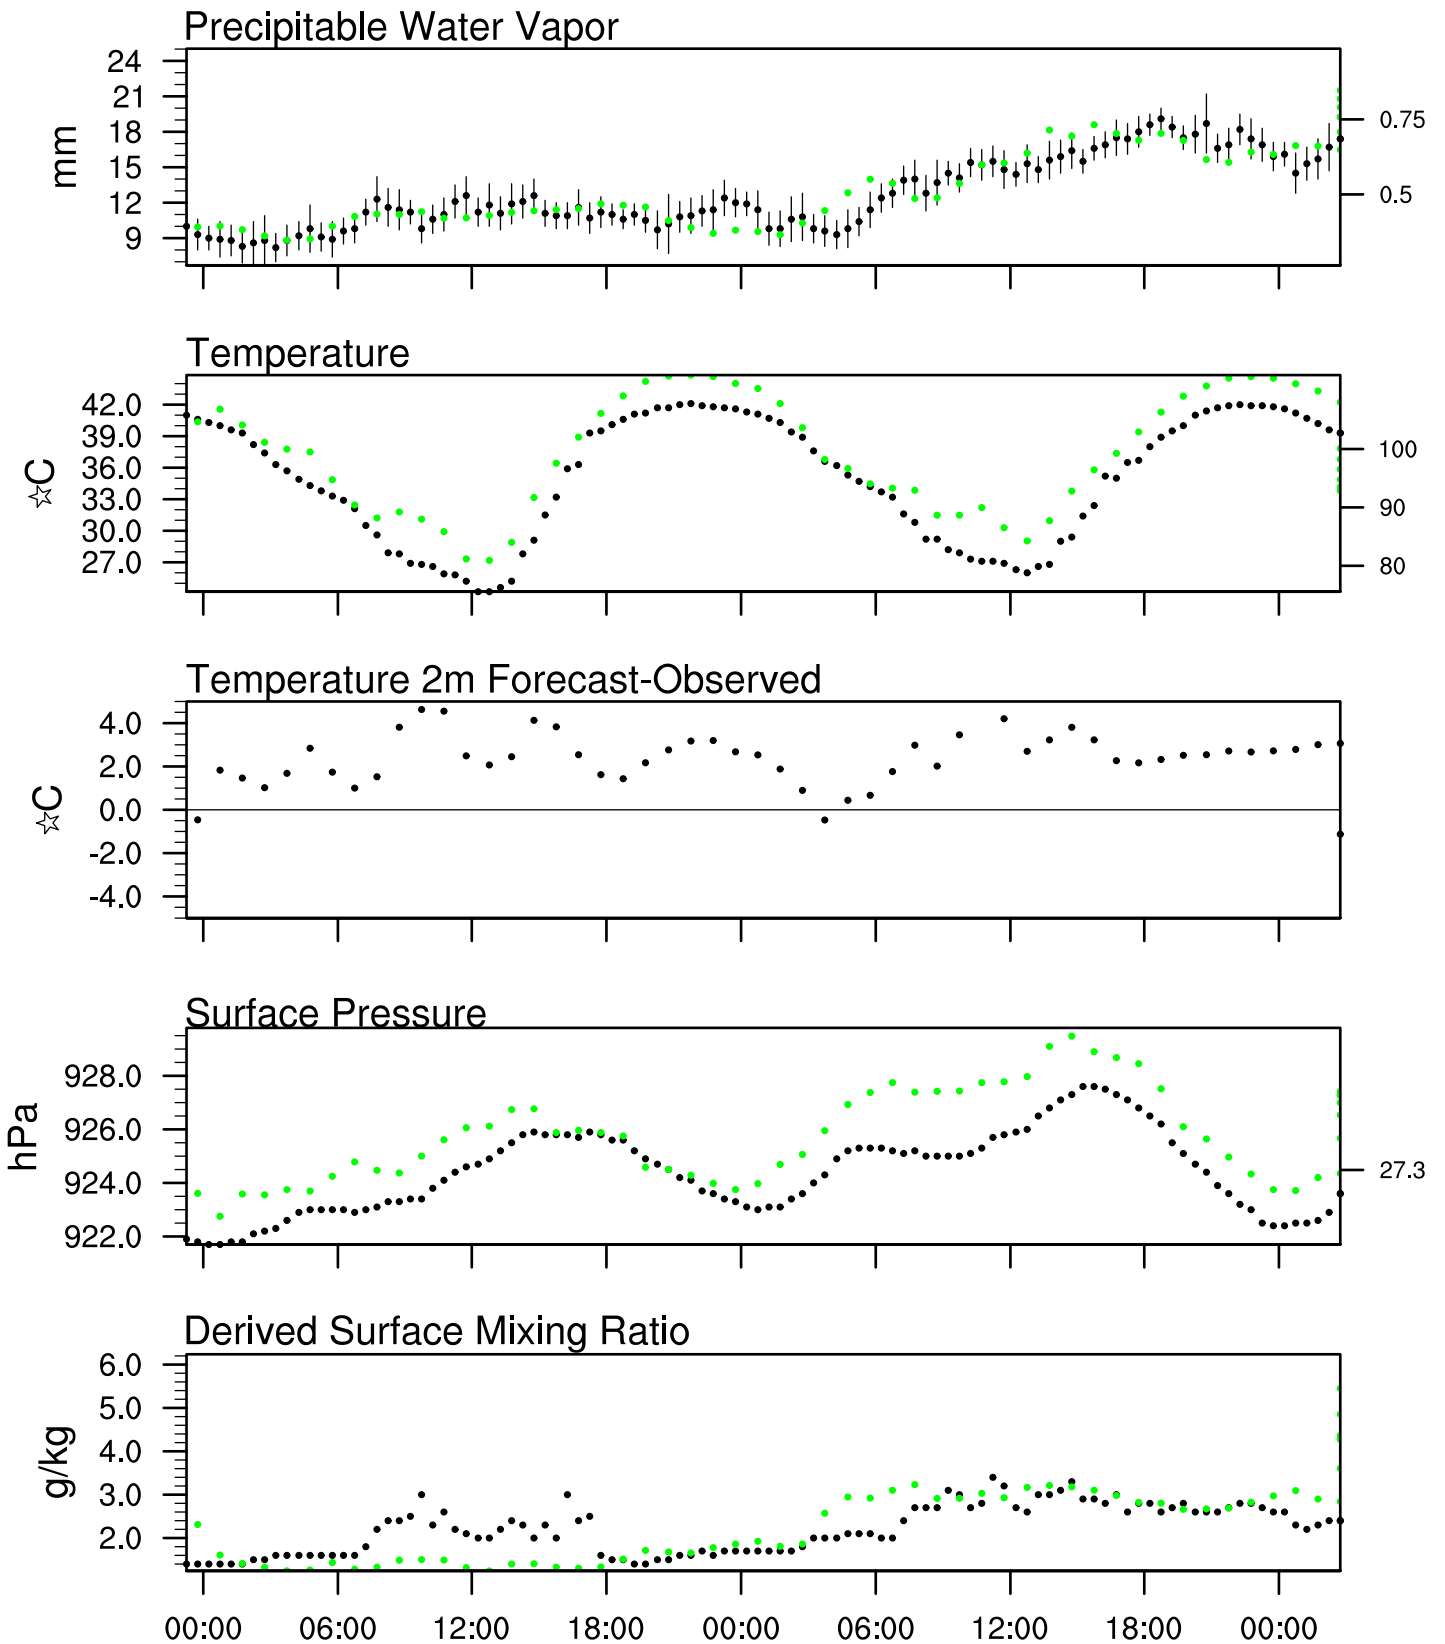 Precipitable Water Vapor
24
21
18
15
12
9
mm
0.75
0.5
Temperature
42.0
39.0
36.0
33.0
30.0
27.0
☆C
100
90
80
Temperature 2m Forecast-Observed
4.0
2.0
0.0
-2.0
-4.0
☆C
Surface Pressure
928.0
926.0
924.0
922.0
hPa
27.3
Derived Surface Mixing Ratio
6.0
5.0
4.0
3.0
2.0
g/kg
00:00 06:00 12:00 18:00 00:00 06:00 12:00 18:00 00:00